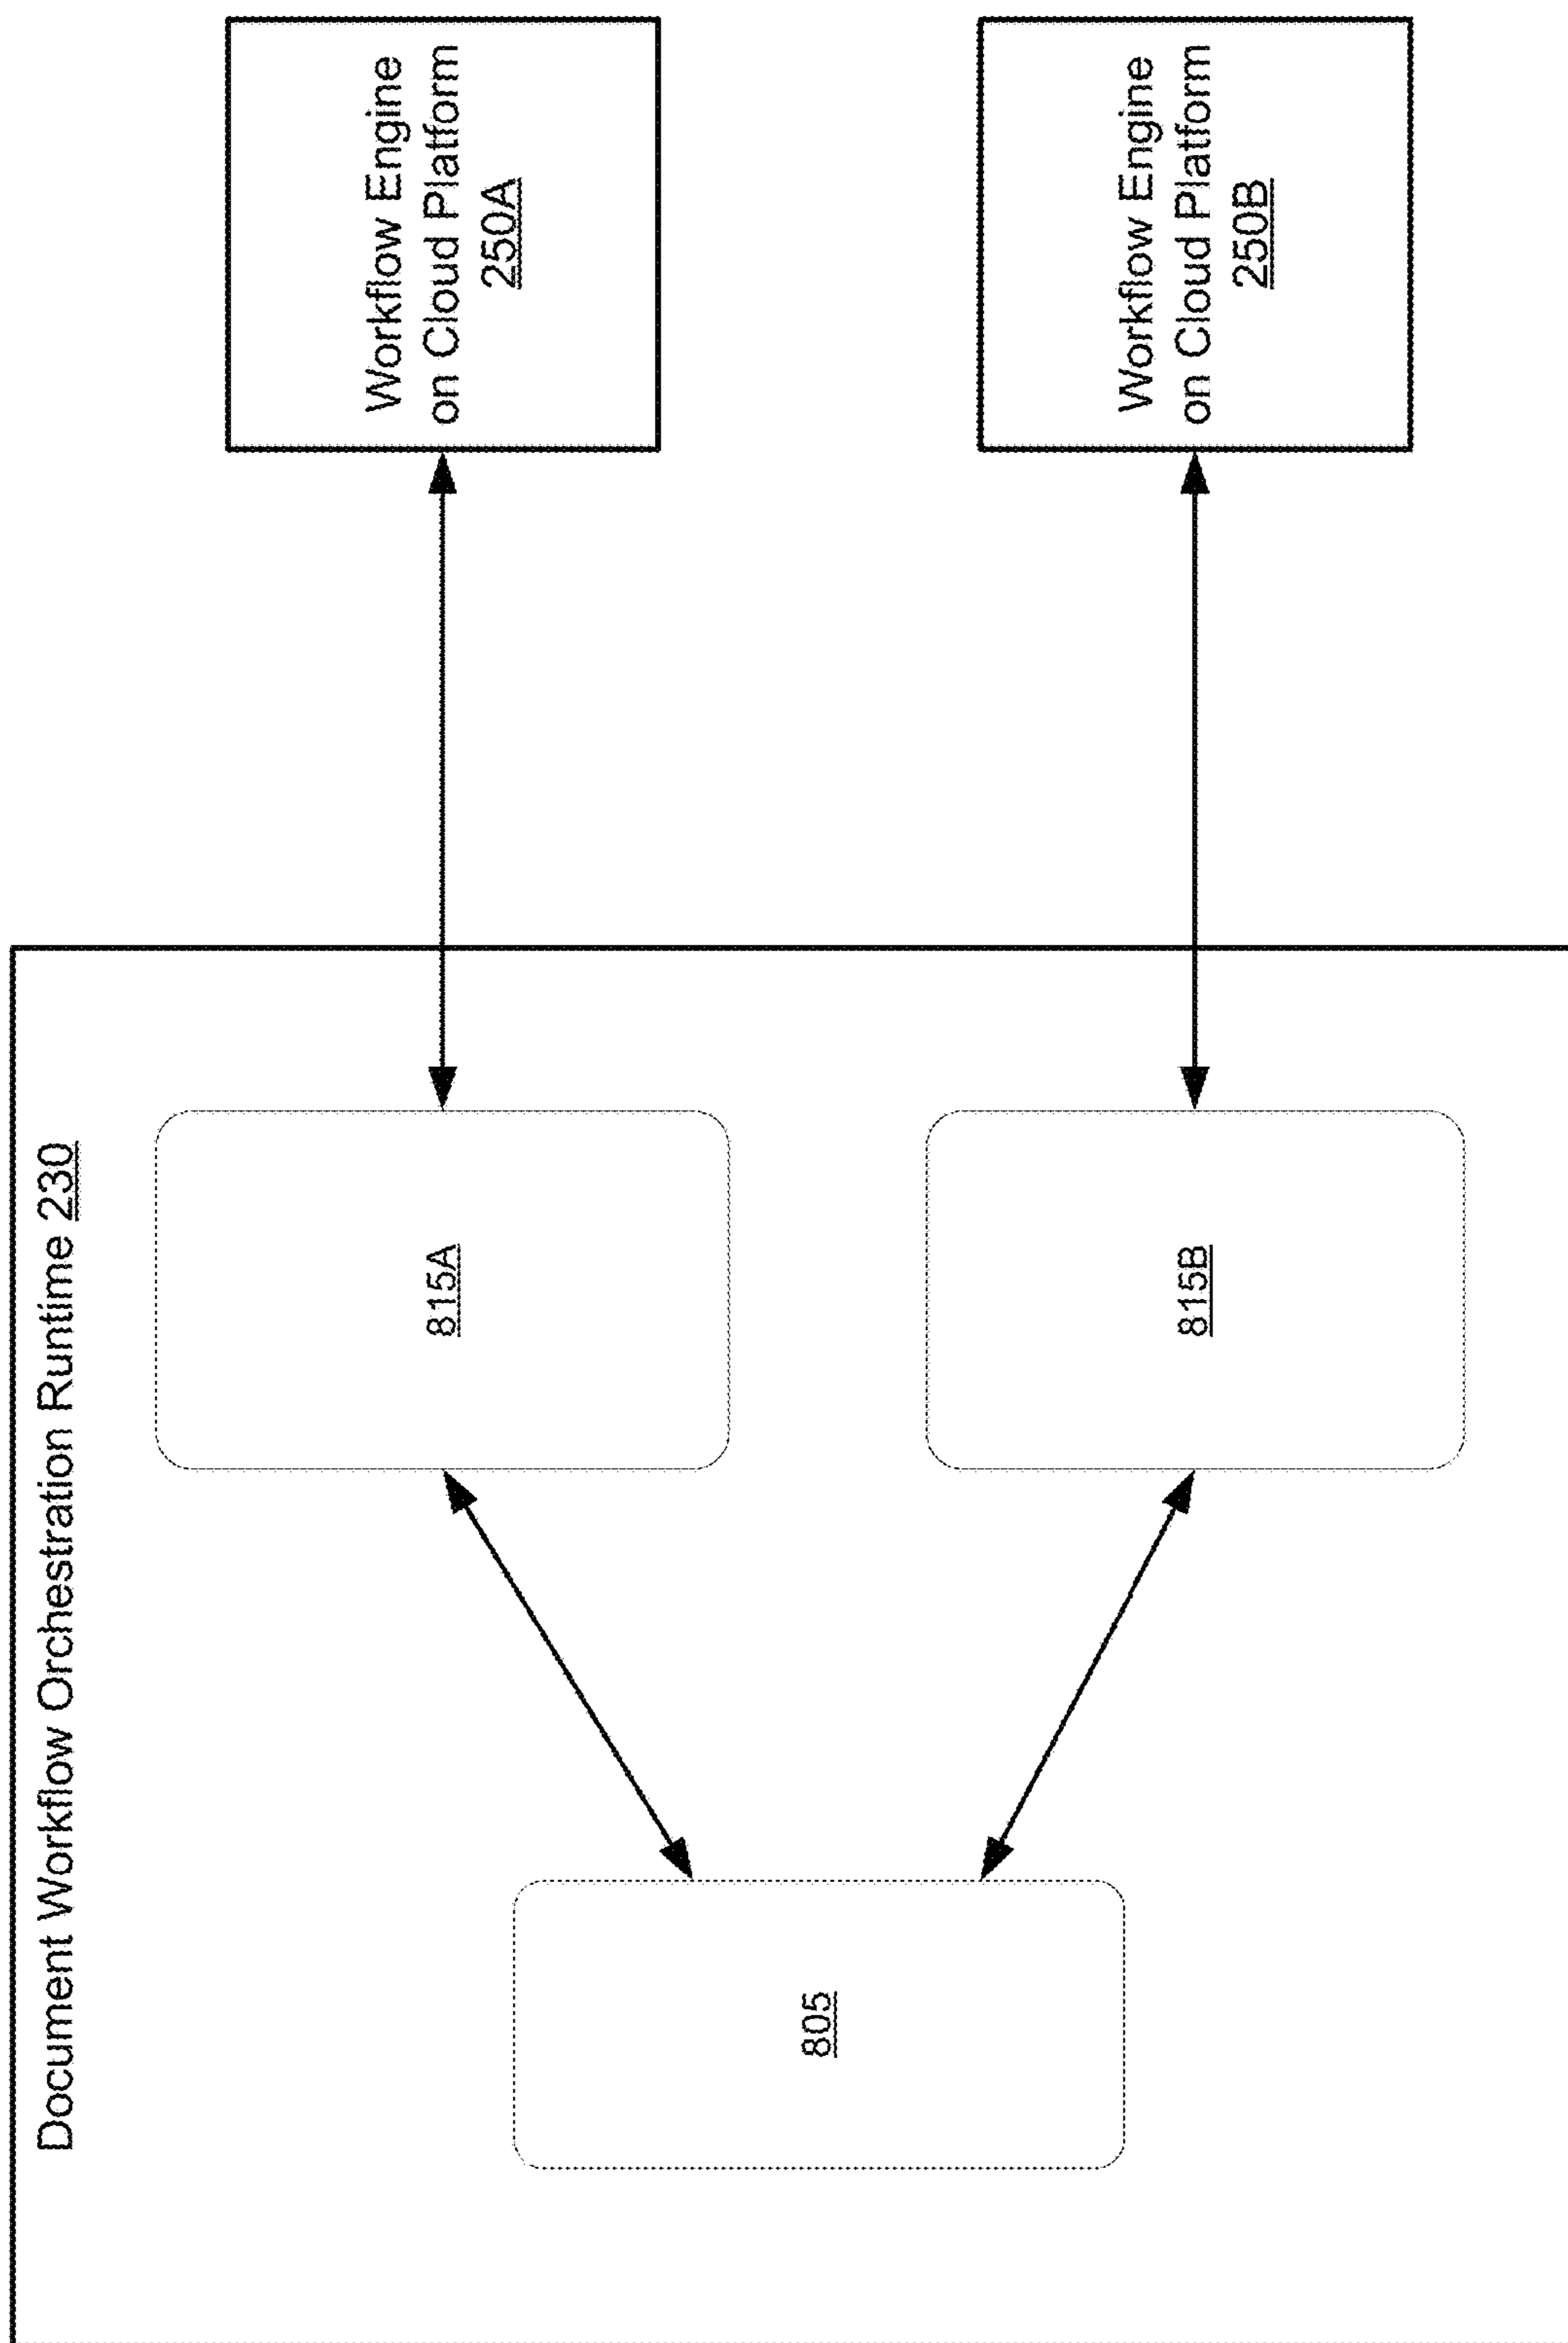 Document Workflow Orchestration Runtime 230
805
815A
815B
Workflow Engine
on Cloud Platform
250A
Workflow Engine
on Cloud Platform
250B